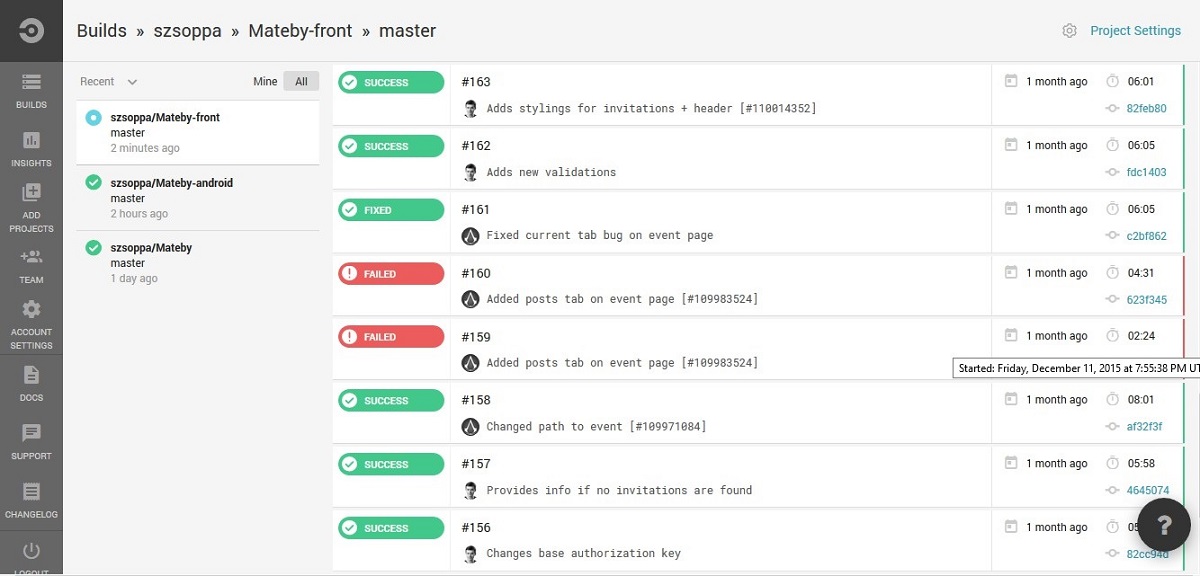 Builds » szsoppa » Mateby-front » master
Project Settings
BUILDS
INSIGHTS
ADD
PROJECTS
TEAM
ACCOUNT
SETTINGS
DOCS
SUPPORT
CHANGELOG
LOGOUT
Recent
Mine
All
szsoppa/Mateby-front
master
2 minutes ago
szsoppa/Mateby-android
master
2 hours ago
szsoppa/Mateby
master
1 day ago
SUCCESS
#163
1 month ago
06:01
Adds stylings for invitations + header [#110014352]
82feb80
SUCCESS
#162
1 month ago
06:05
Adds new validations
fdc1403
FIXED
#161
1 month ago
06:05
Fixed current tab bug on event page
c2bf862
FAILED
#160
1 month ago
04:31
Added posts tab on event page [#109983524]
623f345
FAILED
#159
1 month ago
02:24
Added posts tab on event page [#109983524]
Started: Friday, December 11, 2015 at 7:55:38 PM UT
SUCCESS
#158
1 month ago
08:01
Changed path to event [#109971084]
af32f3f
SUCCESS
#157
1 month ago
05:58
Provides info if no invitations are found
4645074
SUCCESS
#156
1 month ago
Changes base authorization key
82cc94d
?